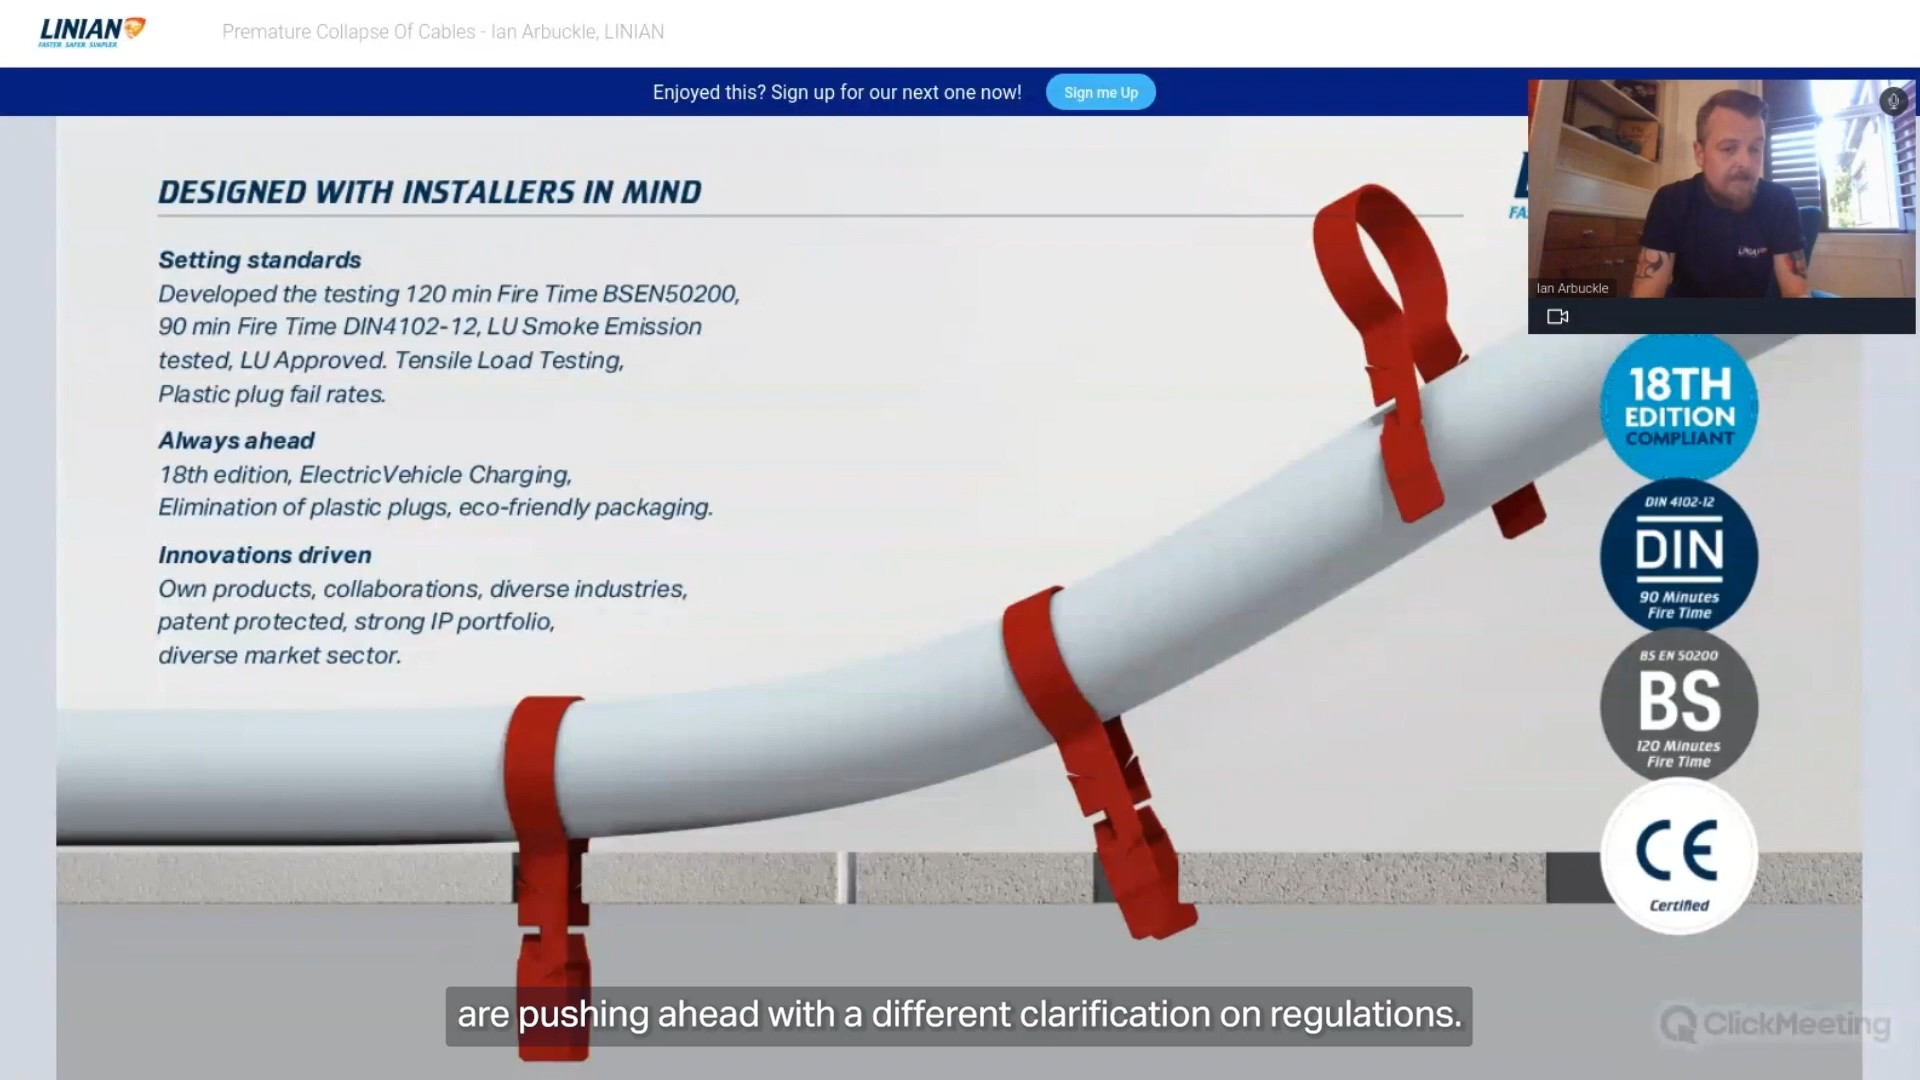 LINIAN
FASTER. SAFER. SIMPLER.
Premature Collapse Of Cables - Ian Arbuckle, LINIAN
Enjoyed this? Sign up for our next one now!
Sign me Up
DESIGNED WITH INSTALLERS IN MIND
Setting standards
Developed the testing 120 min Fire Time BSEN50200,
90 min Fire Time DIN4102-12, LU Smoke Emission
tested, LU Approved. Tensile Load Testing,
Plastic plug fail rates.
Always ahead
18th edition, ElectricVehicle Charging,
Elimination of plastic plugs, eco-friendly packaging.
Innovations driven
Own products, collaborations, diverse industries,
patent protected, strong IP portfolio,
diverse market sector.
FA
LINIAN
Ian Arbuckle
18TH
EDITION
COMPLIANT
DIN 4102-12
DIN
90 Minutes
Fire Time
BS EN 50200
BS
120 Minutes
Fire Time
CE
Certified
are pushing ahead with a different clarification on regulations.
ClickMeeting